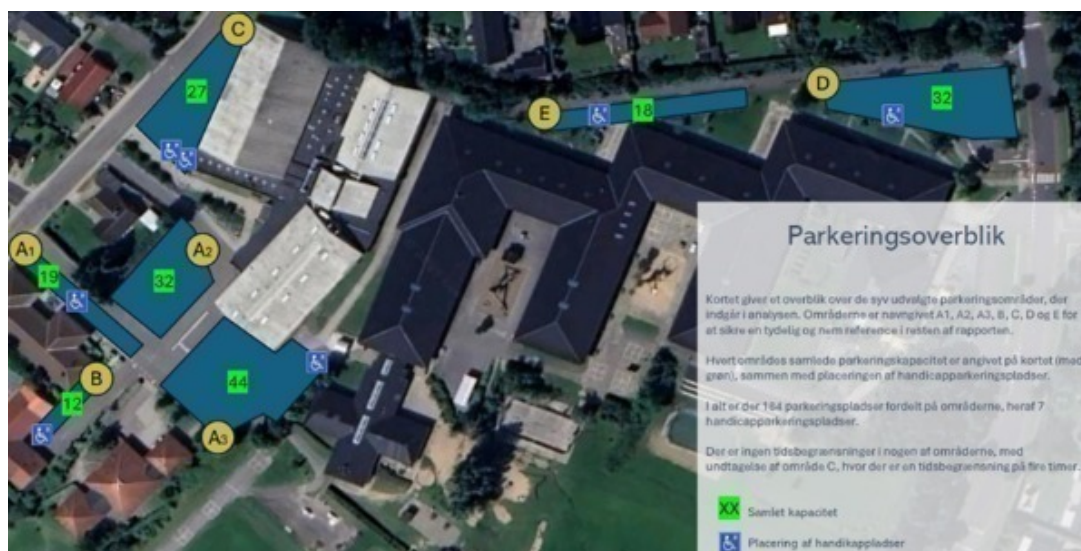 C
27
D
32
E
18
A1
19
A2
32
B
12
44
A3
Parkeringsoverblik
Kortet giver et overblik over de syv udvalgte parkeringsområder, der
indgår i analysen. Områderne er navngivet A1, A2, A3, B, C, D og E for
at sikre en tydelig og nem reference i resten af rapporten.
Hvert områdes samlede parkeringskapacitet er angivet på kortet (med
grøn), sammen med placeringen af handicapparkeringspladser.
I alt er der 184 parkeringspladser fordelt på områderne, heraf 7
handicapparkeringspladser.
Der er ingen tidsbegrænsninger i nogen af områderne, med
undtagelse af område C, hvor der er en tidsbegrænsning på fire timer.
XX Samlet kapacitet
Placering af handikappladser